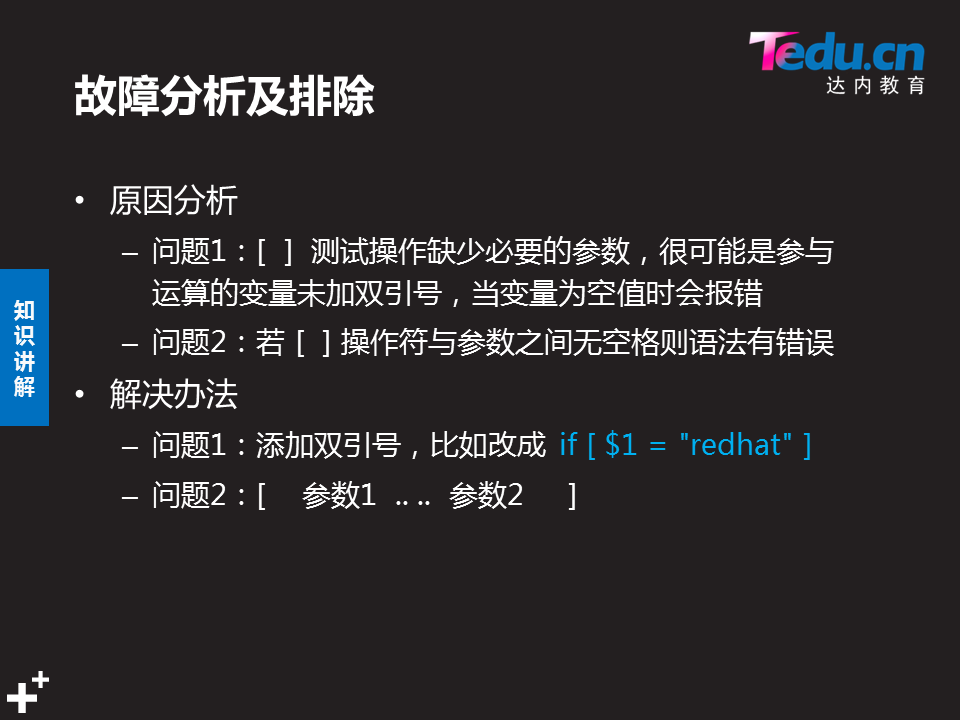 Tedu.cn
达内教育
故障分析及排除
• 原因分析
– 问题1：[ ] 测试操作缺少必要的参数，很可能是参与
运算的变量未加双引号，当变量为空值时会报错
– 问题2：若 [ ] 操作符与参数之间无空格则语法有错误
• 解决办法
– 问题1：添加双引号，比如改成 if [ $1 = "redhat" ]
– 问题2：[ 参数1 .. .. 参数2 ]
知识讲解